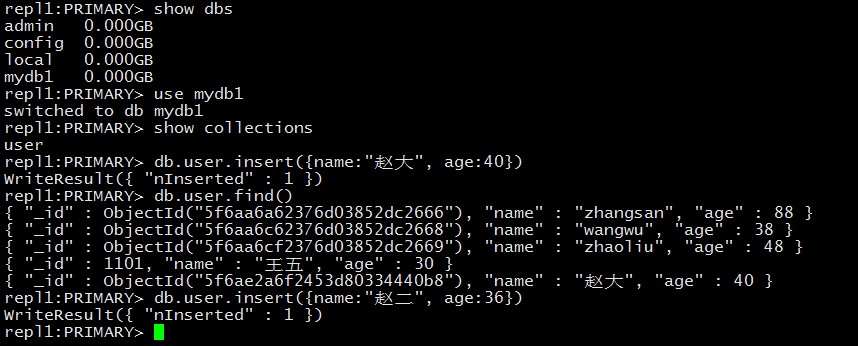 repl1:PRIMARY> show dbs
admin   0.000GB
config  0.000GB
local   0.000GB
mydb1   0.000GB
repl1:PRIMARY> use mydb1
switched to db mydb1
repl1:PRIMARY> show collections
user
repl1:PRIMARY> db.user.insert({name:"赵大", age:40})
WriteResult({ "nInserted" : 1 })
repl1:PRIMARY> db.user.find()
{ "_id" : ObjectId("5f6aa6a62376d03852dc2666"), "name" : "zhangsan", "age" : 88 }
{ "_id" : ObjectId("5f6aa6c62376d03852dc2668"), "name" : "wangwu", "age" : 38 }
{ "_id" : ObjectId("5f6aa6cf2376d03852dc2669"), "name" : "zhaoliu", "age" : 48 }
{ "_id" : 1101, "name" : "王五", "age" : 30 }
{ "_id" : ObjectId("5f6ae2a6f2453d80334440b8"), "name" : "赵大", "age" : 40 }
repl1:PRIMARY> db.user.insert({name:"赵二", age:36})
WriteResult({ "nInserted" : 1 })
repl1:PRIMARY>